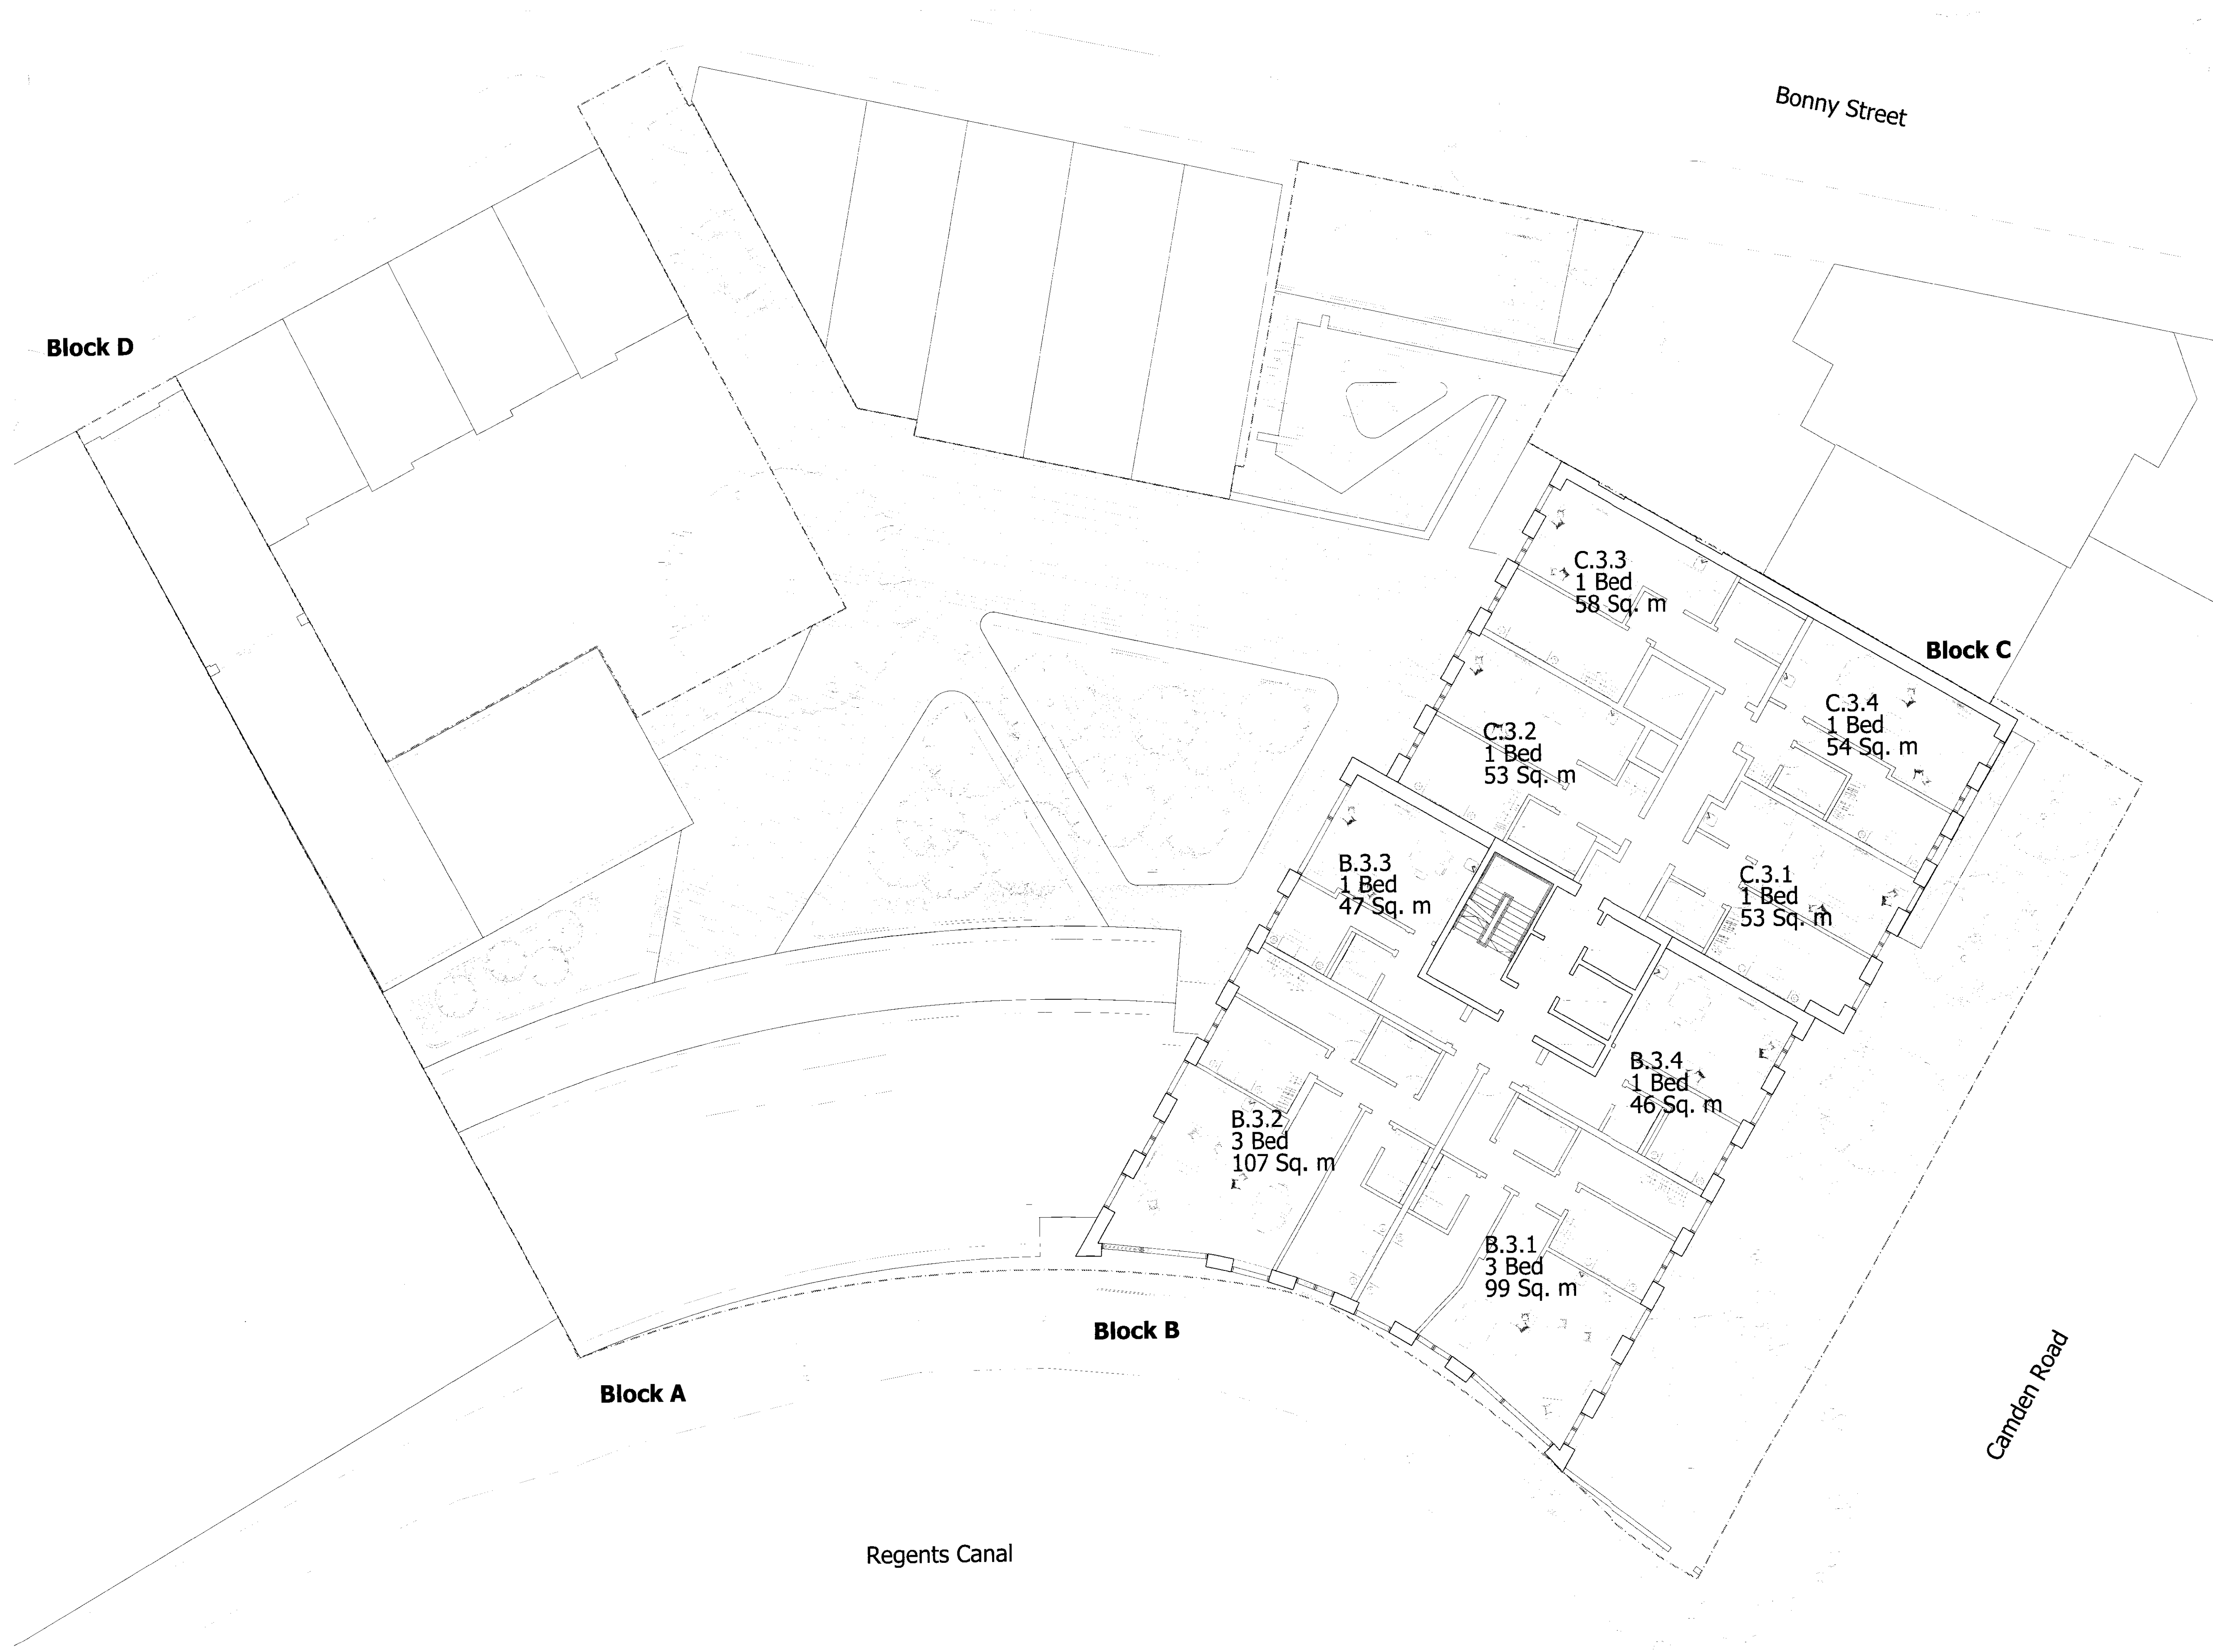 Bonny Street
Block D
C.3.3
1 Bed
58 Sq. m
Block C
C.3.4
1 Bed
54 Sq. m
C.3.2
1 Bed
53 Sq. m
B.3.3
1 Bed
47 Sq. m
C.3.1
1 Bed
53 Sq. m
B.3.4
1 Bed
46 Sq. m
B.3.2
3 Bed
107 Sq. m
B.3.1
3 Bed
99 Sq. m
Block B
Block A
Camden Road
Regents Canal